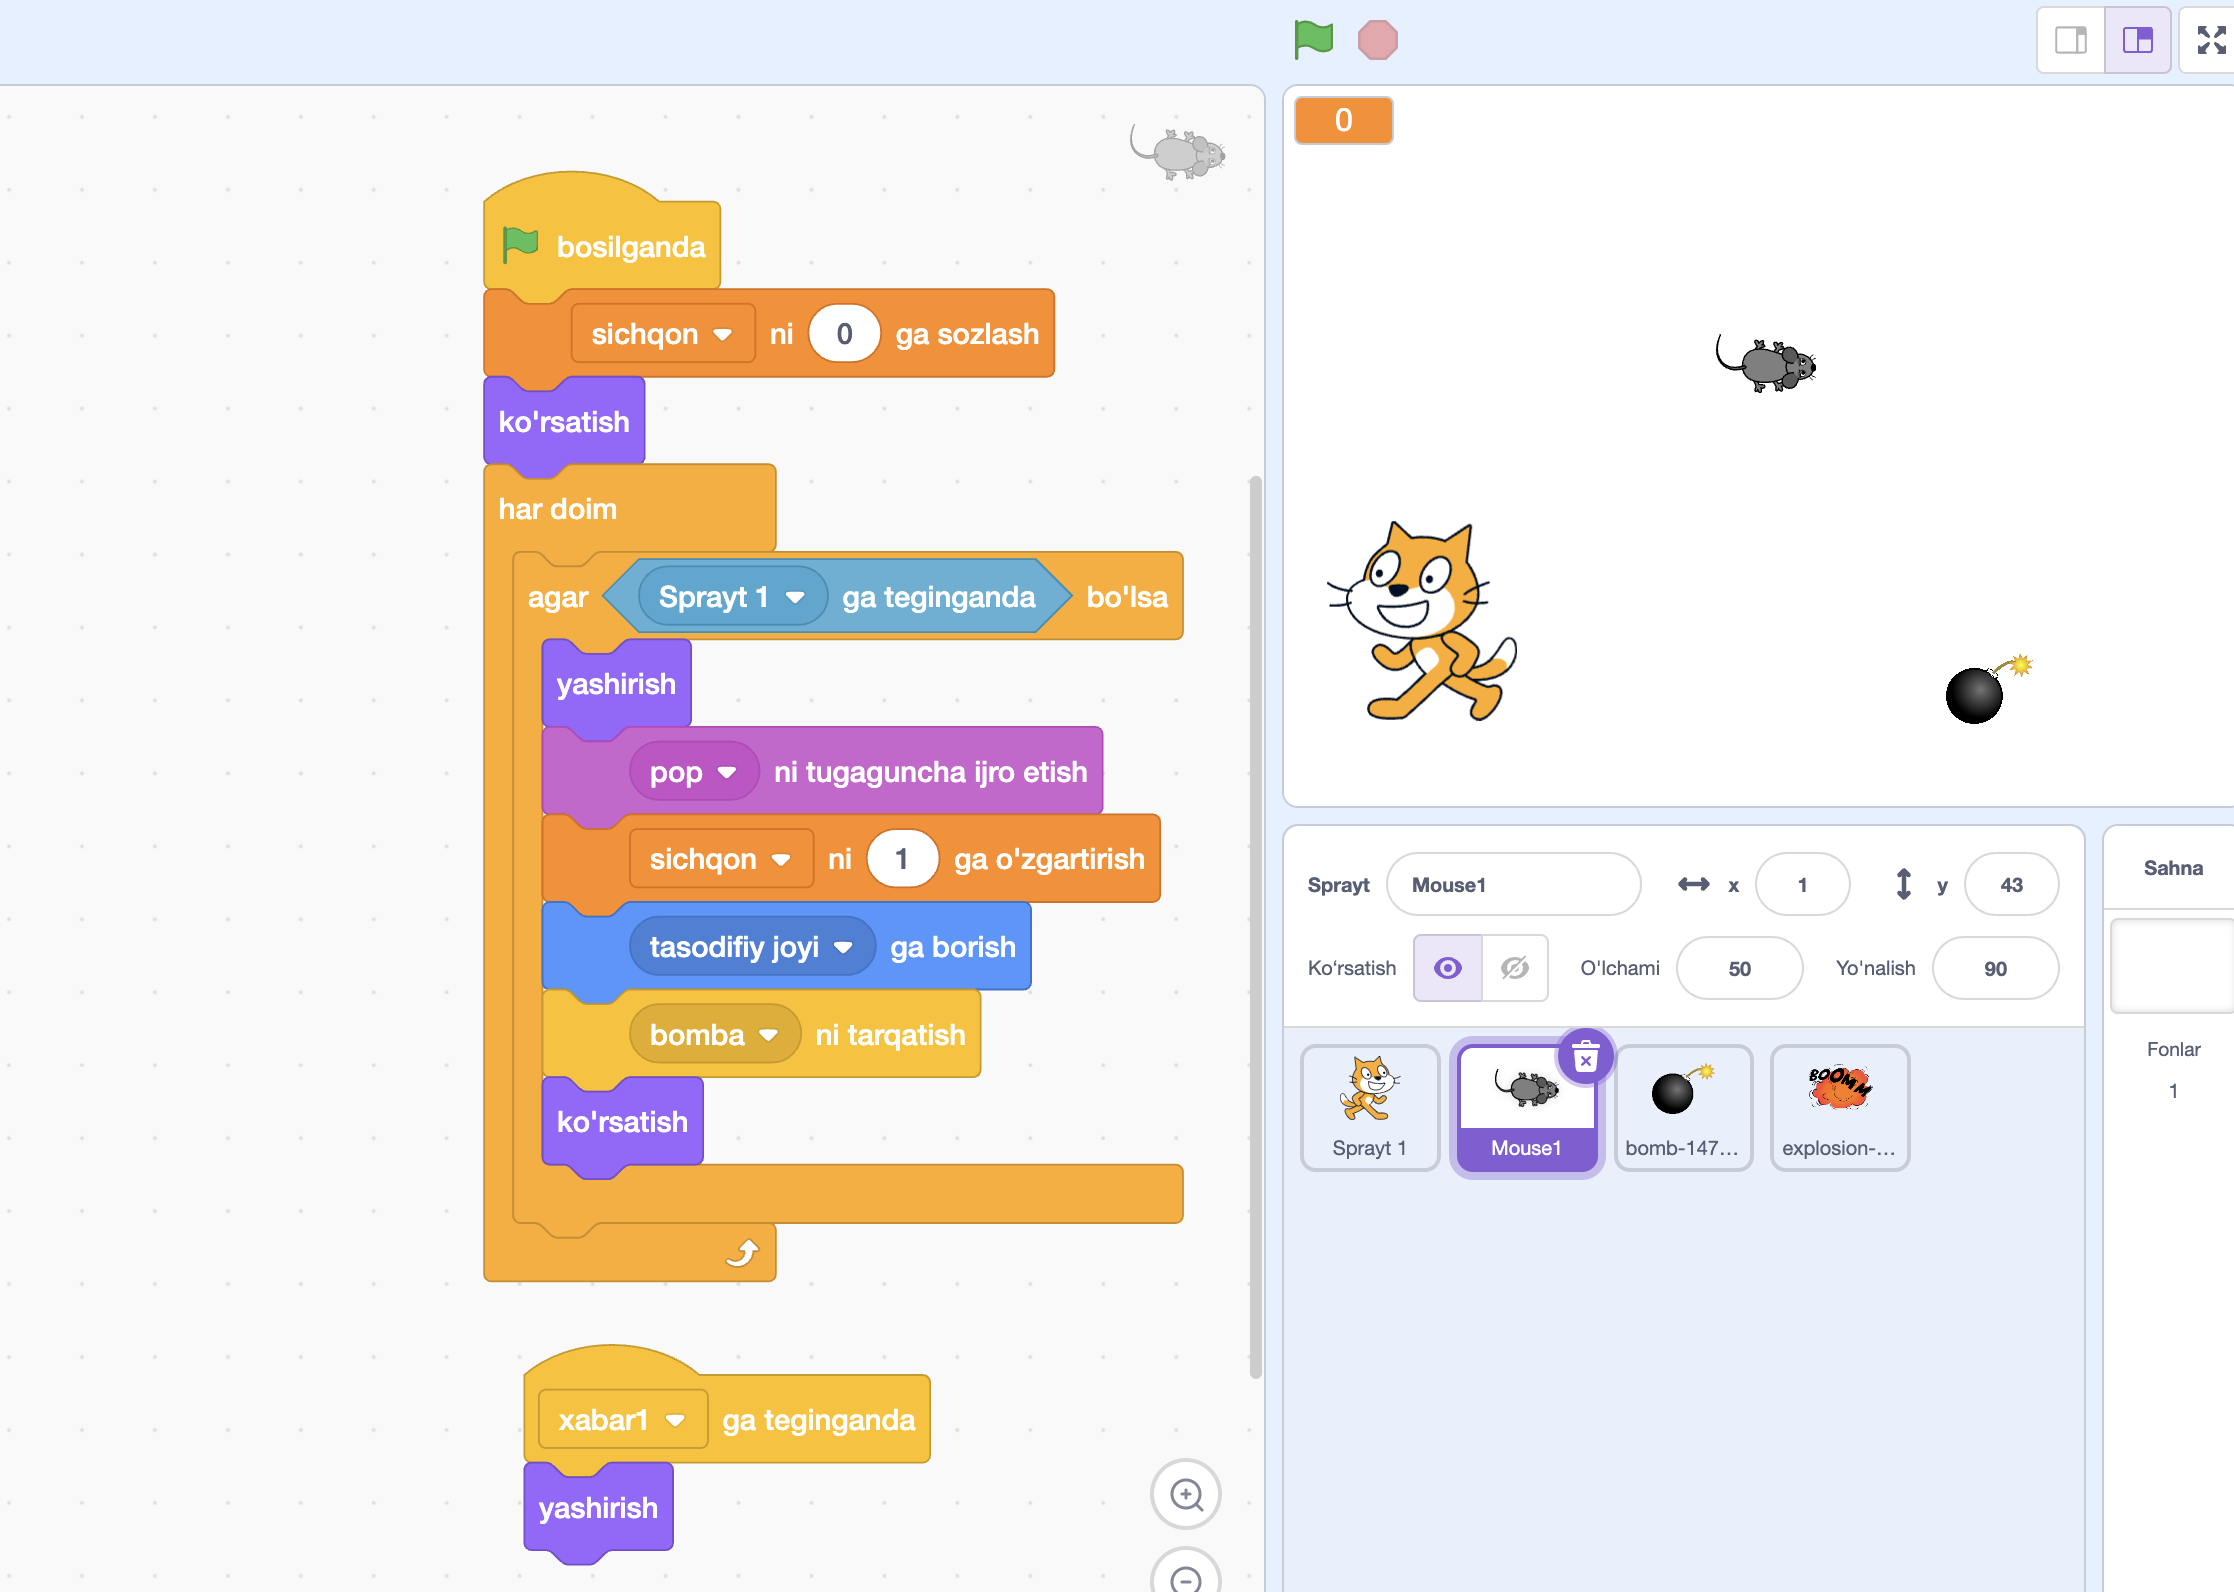 bosilganda
sichqon ni 0 ga sozlash
ko'rsatish
har doim
agar Sprayt 1 ga teginganda bo'lsa
yashirish
pop ni tugaguncha ijro etish
sichqon ni 1 ga o'zgartirish
tasodifiy joyi ga borish
bomba ni tarqatish
ko'rsatish
xabar1 ga teginganda
yashirish
0
Sprayt Mouse1 x 1 y 43
Ko'rsatish O'lchami 50 Yo'nalish 90
BOOMM
Sprayt 1 Mouse1 bomb-147... explosion-...
Sahna
Fonlar
1